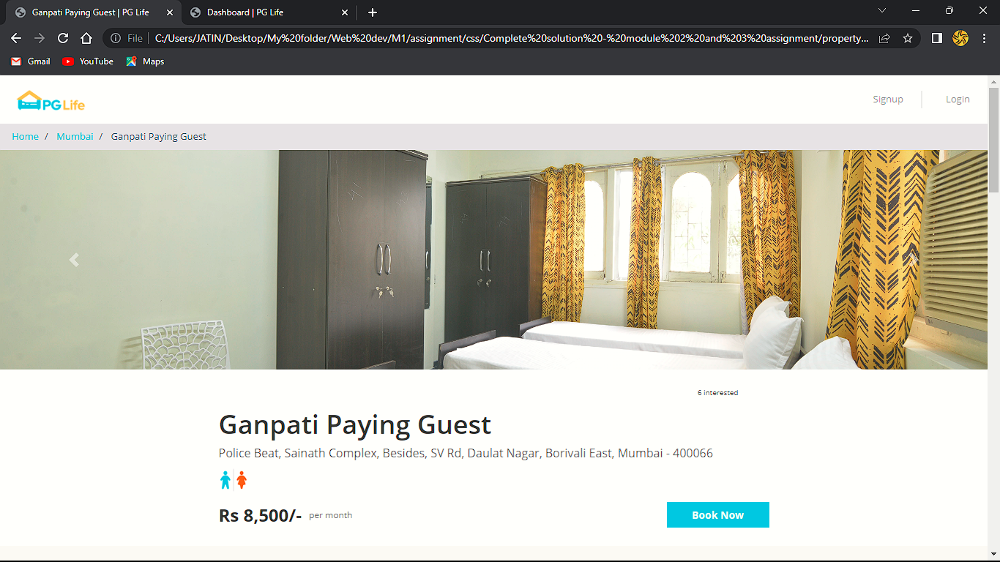 Ganpati Paying Guest | PG Life
Dashboard | PG Life
File
C:/Users/JATIN/Desktop/My%20folder/Web%20dev/M1/assignment/css/Complete%20solution%20-%20module%202%20and%203%20assignment/property...
Gmail YouTube Maps
PG Life
Signup Login
Home / Mumbai / Ganpati Paying Guest
6 interested
Ganpati Paying Guest
Police Beat, Sainath Complex, Besides, SV Rd, Daulat Nagar, Borivali East, Mumbai - 400066
Rs 8,500/- per month
Book Now